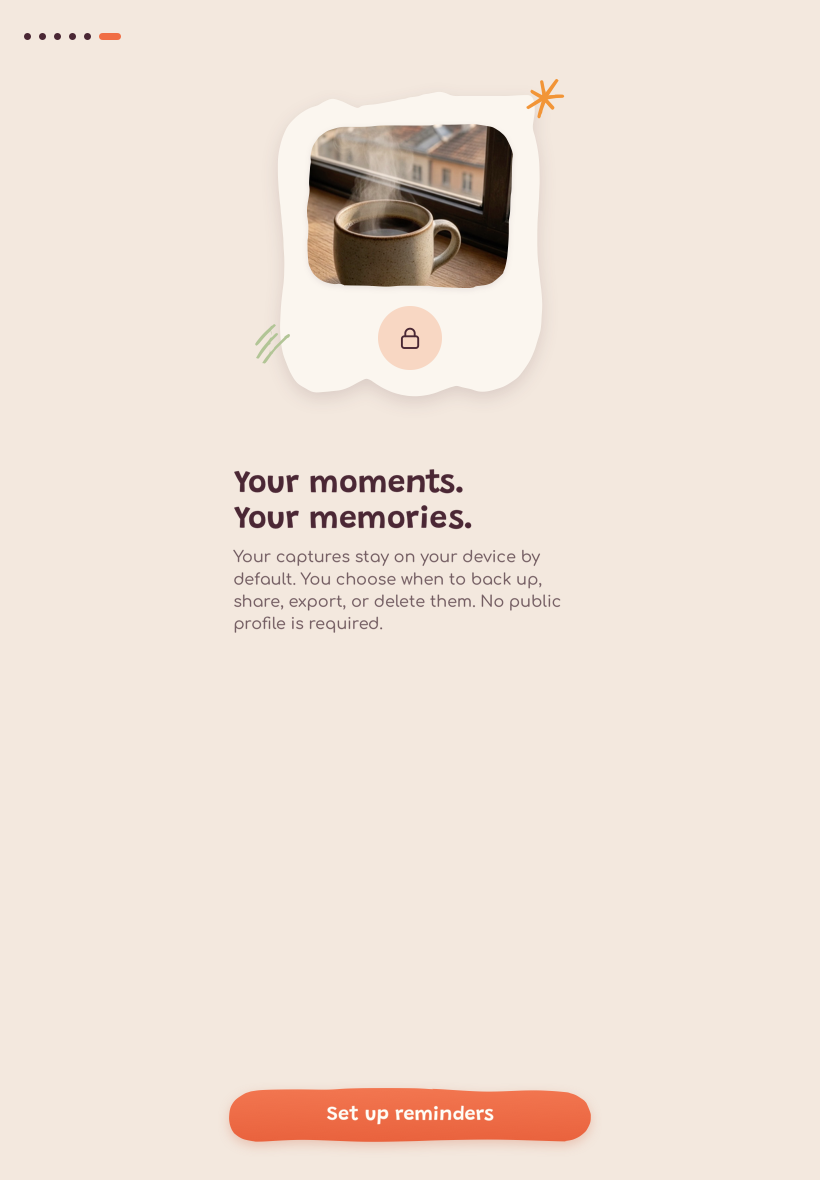 Your moments.
Your memories.
Your captures stay on your device by
default. You choose when to back up,
share, export, or delete them. No public
profile is required.
Set up reminders